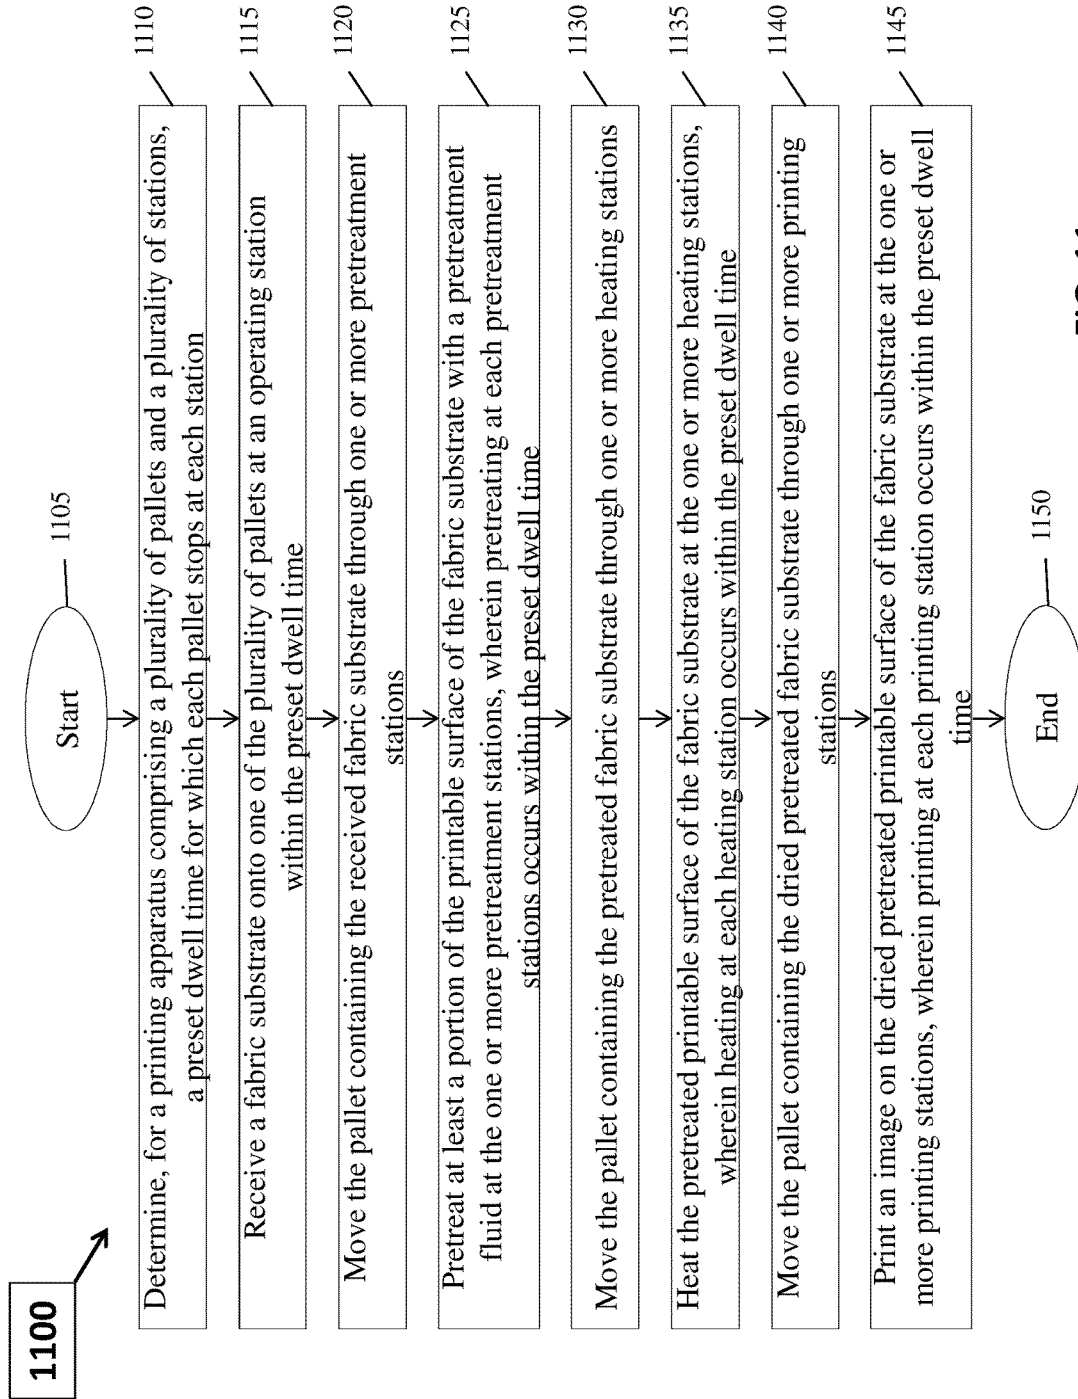 1100
Start
1105
Determine, for a printing apparatus comprising a plurality of pallets and a plurality of stations,
a preset dwell time for which each pallet stops at each station
1110
Receive a fabric substrate onto one of the plurality of pallets at an operating station
within the preset dwell time
1115
Move the pallet containing the received fabric substrate through one or more pretreatment
stations
1120
Pretreat at least a portion of the printable surface of the fabric substrate with a pretreatment
fluid at the one or more pretreatment stations, wherein pretreating at each pretreatment
stations occurs within the preset dwell time
1125
Move the pallet containing the pretreated fabric substrate through one or more heating stations
1130
Heat the pretreated printable surface of the fabric substrate at the one or more heating stations,
wherein heating at each heating station occurs within the preset dwell time
1135
Move the pallet containing the dried pretreated fabric substrate through one or more printing
stations
1140
Print an image on the dried pretreated printable surface of the fabric substrate at the one or
more printing stations, wherein printing at each printing station occurs within the preset dwell
time
1145
End
1150